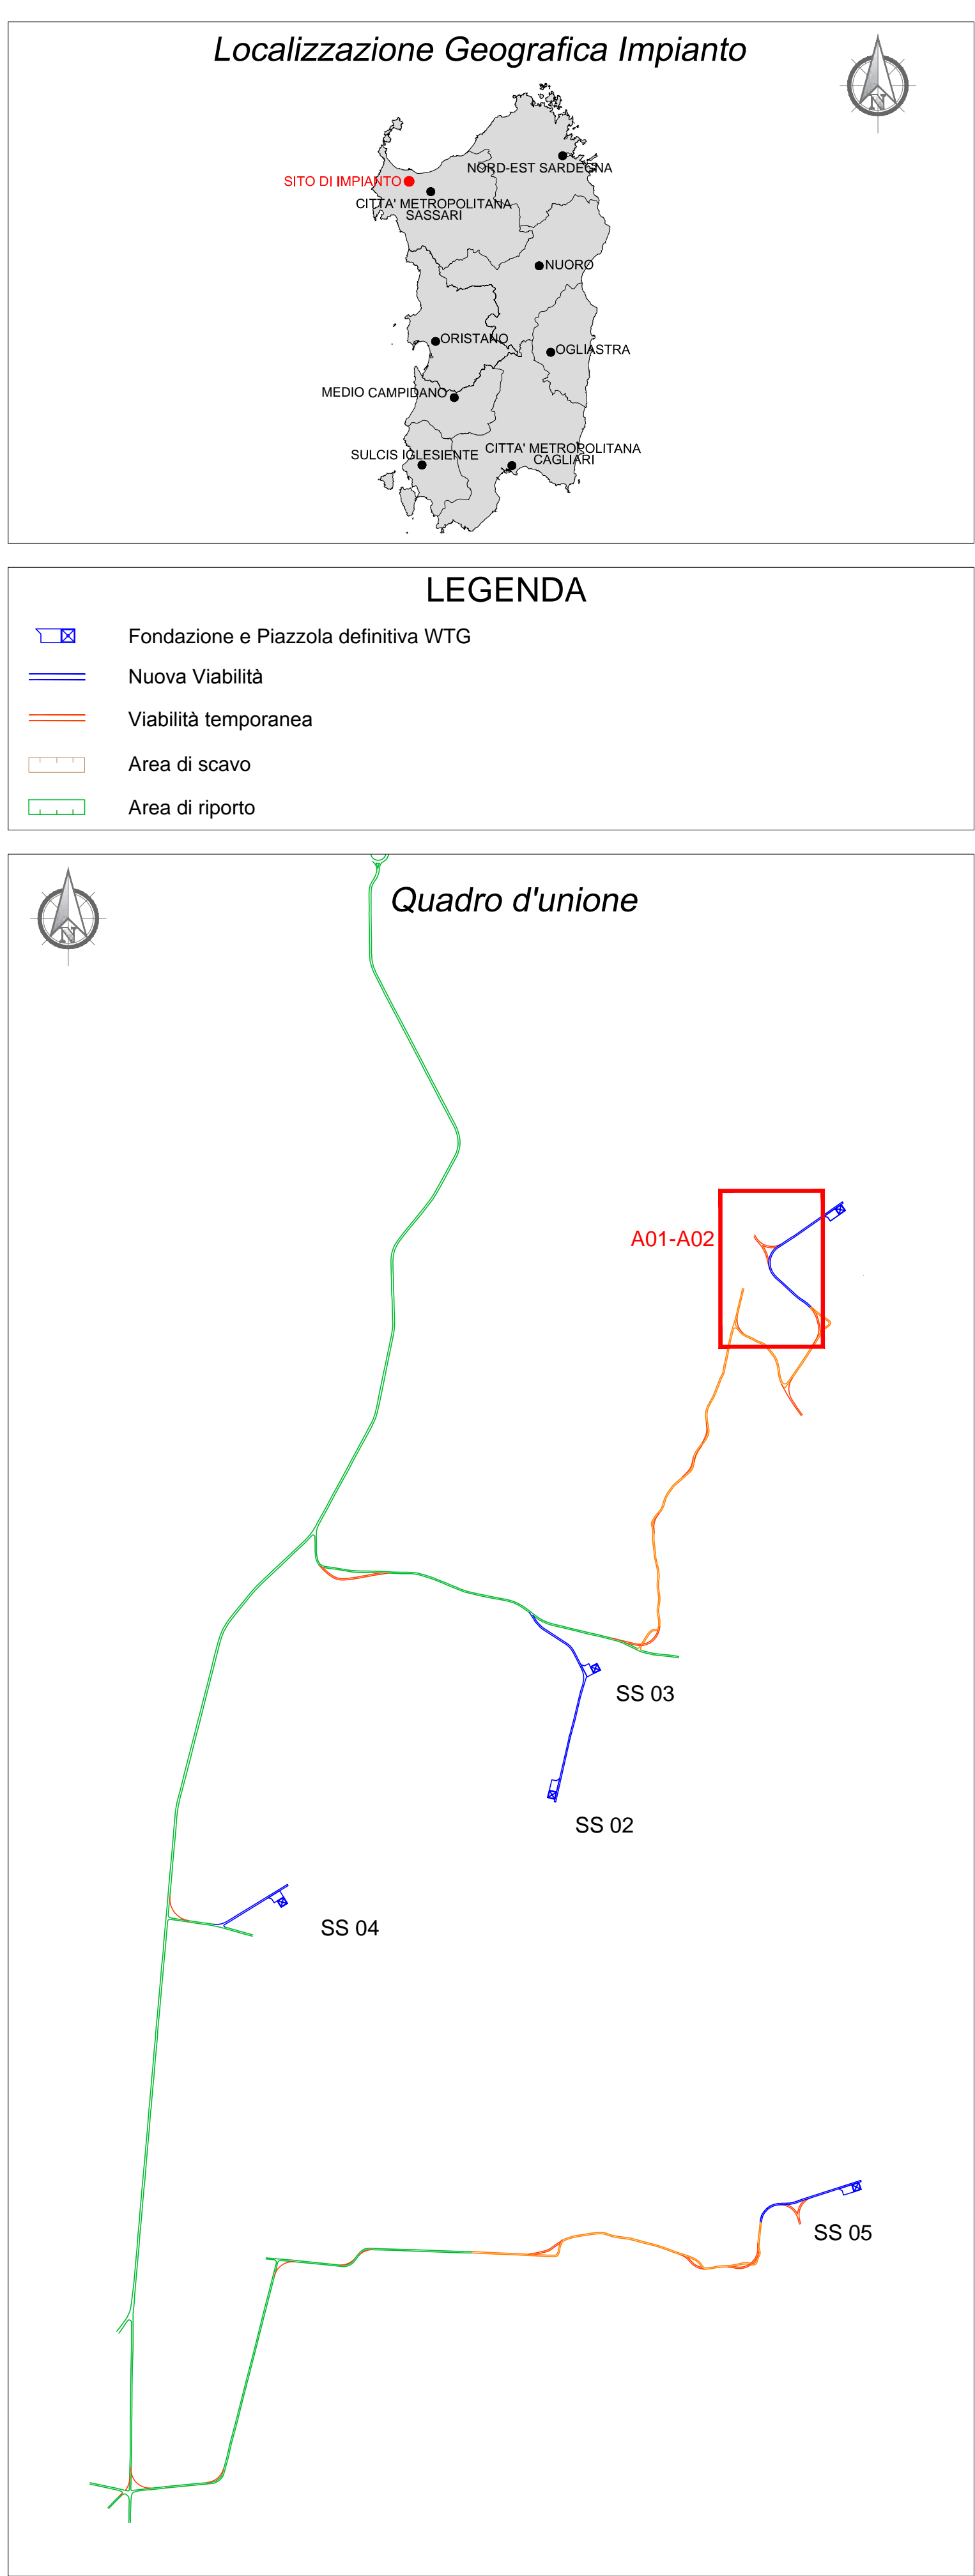 Localizzazione Geografica Impianto
N
NORD-EST SARDEGNA
SITO DI IMPIANTO
CITTA' METROPOLITANA
SASSARI
NUORO
ORISTANO
OGLIASTRA
MEDIO CAMPIDANO
SULCIS IGLESIENTE
CITTA' METROPOLITANA
CAGLIARI
LEGENDA
Fondazione e Piazzola definitiva WTG
Nuova Viabilità
Viabilità temporanea
Area di scavo
Area di riporto
Quadro d'unione
N
A01-A02
SS 03
SS 02
SS 04
SS 05